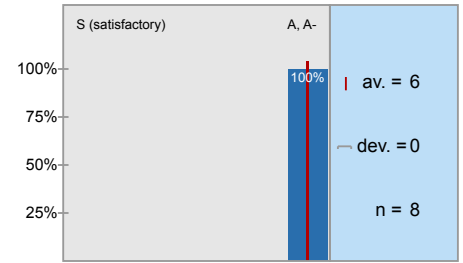 S (satisfactory) A, A-
100%
100%
av. = 6
75%
dev. =0
50%
25%
n = 8